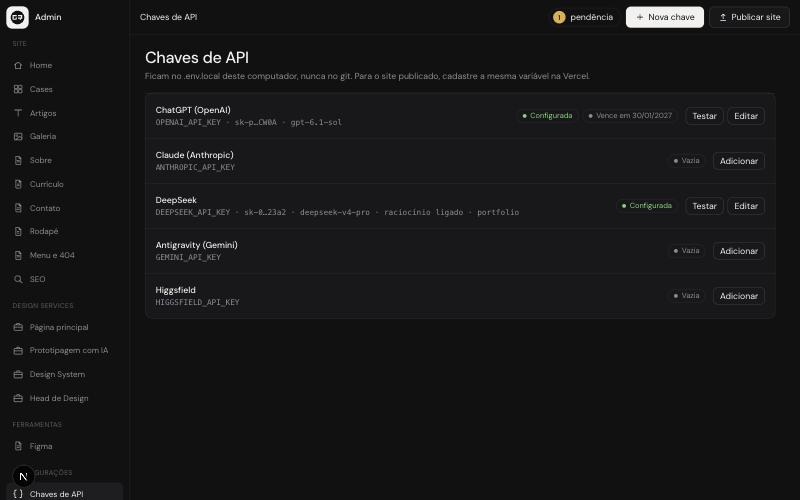 Admin
Chaves de API
! pendência
+ Nova chave
Publicar site
SITE
Home
Cases
Artigos
Galeria
Sobre
Currículo
Contato
Rodapé
Menu e 404
SEO
DESIGN SERVICES
Página principal
Prototipagem com IA
Design System
Head de Design
FERRAMENTAS
Figma
GURAÇÕES
Chaves de API
Chaves de API
Ficam no .env.local deste computador, nunca no git. Para o site publicado, cadastre a mesma variável na Vercel.
ChatGPT (OpenAI)
OPENAI_API_KEY · sk-p…CW0A · gpt-6.1-sol
Configurada
Vence em 30/01/2027
Testar
Editar
Claude (Anthropic)
ANTHROPIC_API_KEY
Vazia
Adicionar
DeepSeek
DEEPSEEK_API_KEY · sk-0…23a2 · deepseek-v4-pro · raciocínio ligado · portfolio
Configurada
Testar
Editar
Antigravity (Gemini)
GEMINI_API_KEY
Vazia
Adicionar
Higgsfield
HIGGSFIELD_API_KEY
Vazia
Adicionar
N